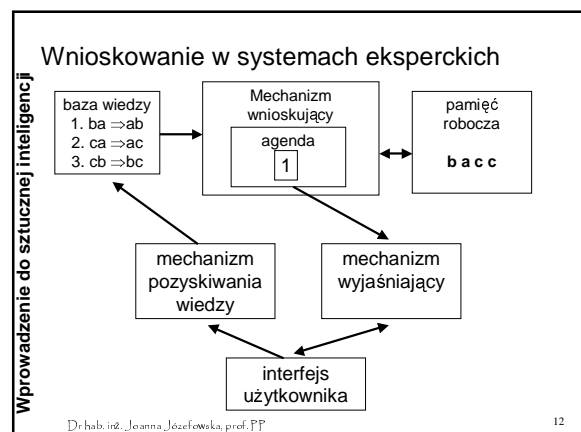 Wnioskowanie w systemach eksperckich
Wprowadzenie do sztucznej inteligencji
baza wiedzy
1. ba ⇒ab
2. ca ⇒ac
3. cb ⇒bc
Mechanizm
wnioskujący
agenda
1
pamięć
robocza
b a c c
mechanizm
pozyskiwania
wiedzy
mechanizm
wyjaśniający
interfejs
użytkownika
Dr hab. inż. Joanna Józefowska, prof. PP
12